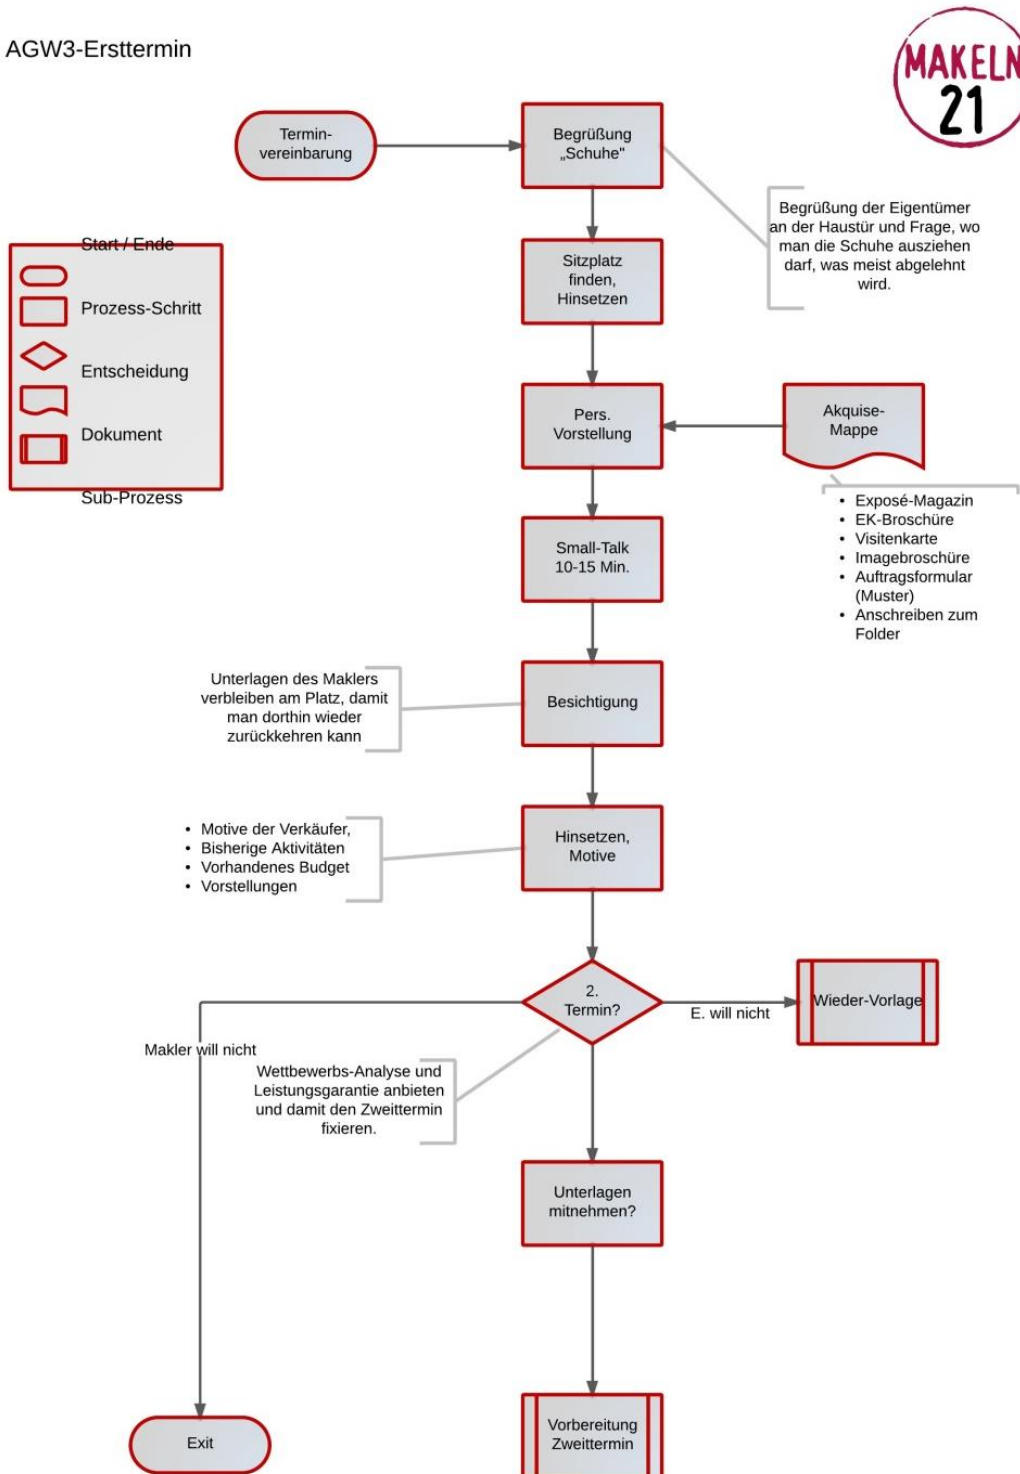 AGW3-Ersttermin
MAKELN
21
Termin-
vereinbarung
Begrüßung
„Schuhe"
Begrüßung der Eigentümer
an der Haustür und Frage, wo
man die Schuhe ausziehen
darf, was meist abgelehnt
wird.
Start / Ende
Prozess-Schritt
Entscheidung
Dokument
Sub-Prozess
Sitzplatz
finden,
Hinsetzen
Pers.
Vorstellung
Akquise-
Mappe
• Exposé-Magazin
• EK-Broschüre
• Visitenkarte
• Imagebroschüre
• Auftragsformular
(Muster)
• Anschreiben zum
Folder
Small-Talk
10-15 Min.
Unterlagen des Maklers
verbleiben am Platz, damit
man dorthin wieder
zurückkehren kann
Besichtigung
• Motive der Verkäufer,
• Bisherige Aktivitäten
• Vorhandenes Budget
• Vorstellungen
Hinsetzen,
Motive
2.
Termin?
E. will nicht
Wieder-Vorlage
Makler will nicht
Wettbewerbs-Analyse und
Leistungsgarantie anbieten
und damit den Zweittermin
fixieren.
Unterlagen
mitnehmen?
Exit
Vorbereitung
Zweittermin